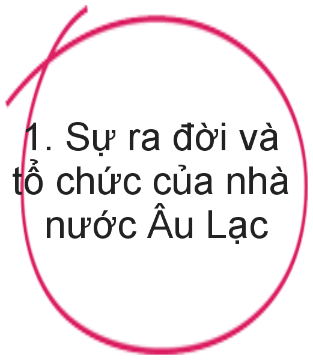 1. Sự ra đời và
tổ chức của nhà
nước Âu Lạc